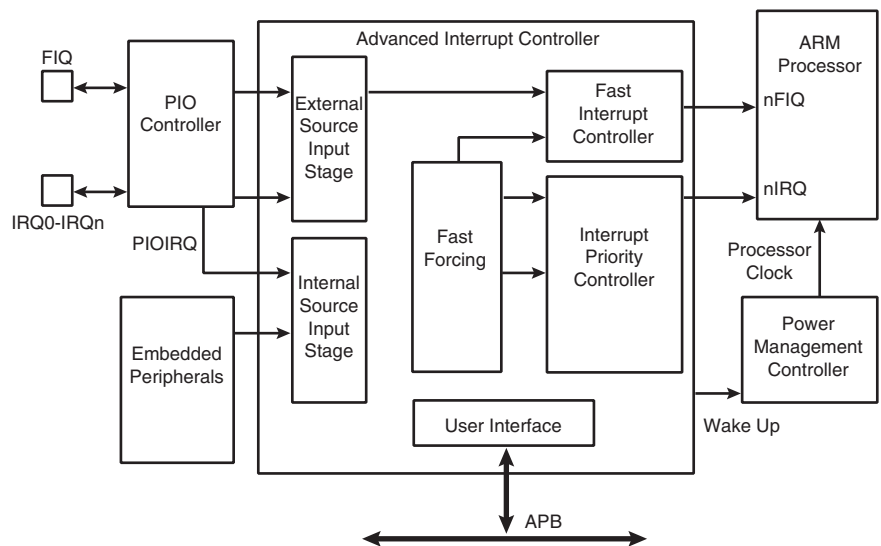 Advanced Interrupt Controller
FIQ
PIO
Controller
IRQ0-IRQn
PIOIRQ
Embedded
Peripherals
External
Source
Input
Stage
Internal
Source
Input
Stage
Fast
Forcing
Fast
Interrupt
Controller
Interrupt
Priority
Controller
User Interface
APB
ARM
Processor
nFIQ
nIRQ
Processor
Clock
Power
Management
Controller
Wake Up